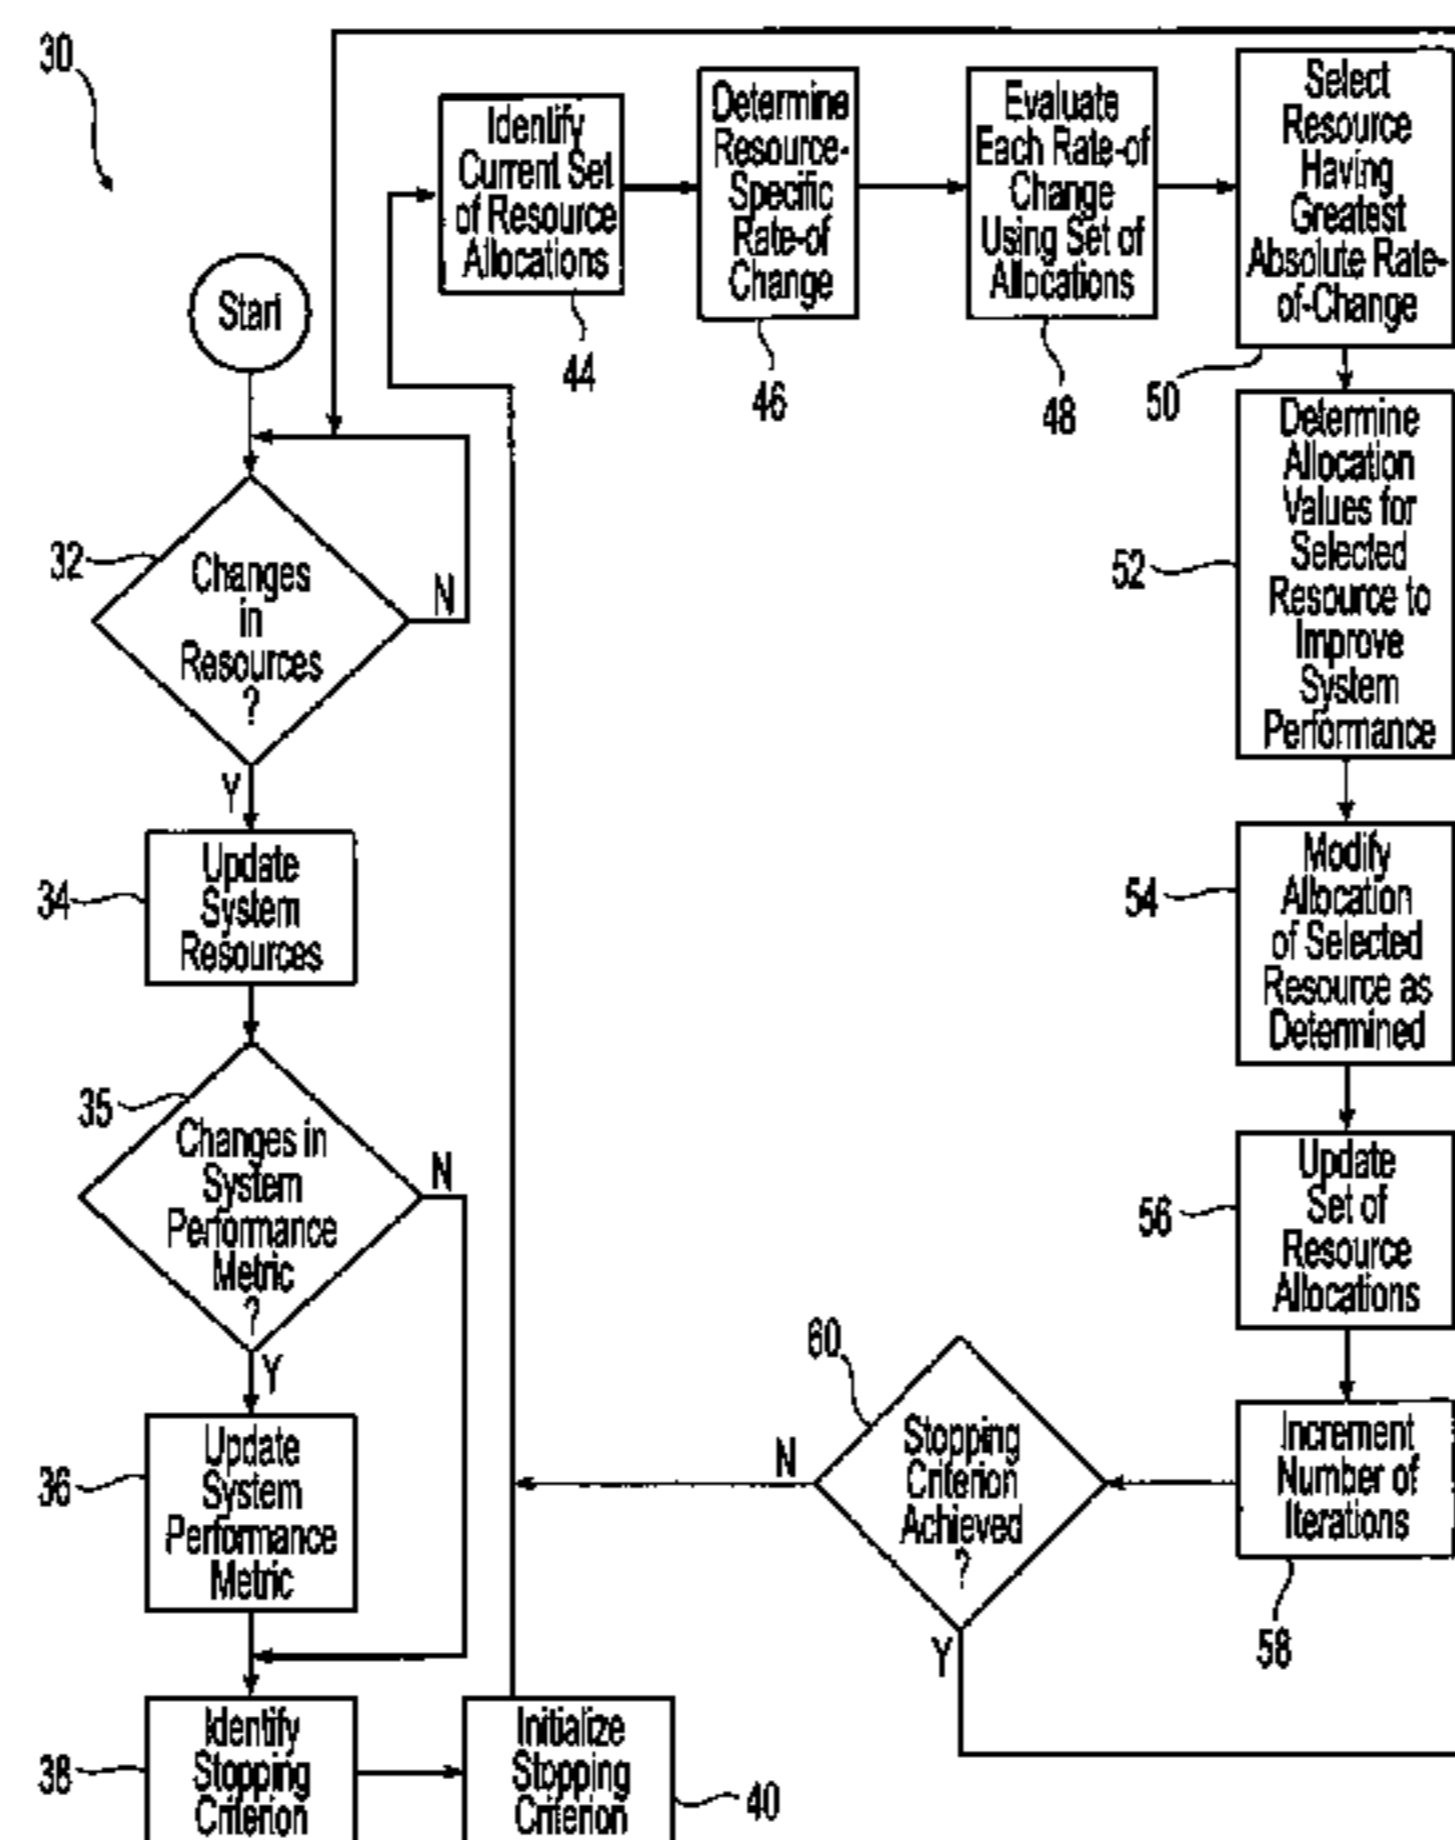 30
Start
32
Changes
in
Resources
?
N
Y
34
Update
System
Resources
35
Changes in
System
Performance
Metric
?
N
Y
36
Update
System
Performance
Metric
38
Identify
Stopping
Criterion
Initialize
Stopping
Criterion
40
Identify
Current Set
of Resource
Allocations
44
Determine
Resource-
Specific
Rate-of
Change
46
Evaluate
Each Rate-of
Change
Using Set of
Allocations
48
Select
Resource
Having
Greatest
Absolute Rate-
of-Change
50
Determine
Allocation
Values for
Selected
Resource to
Improve
System
Performance
52
Modify
Allocation
of Selected
Resource as
Determined
54
Update
Set of
Resource
Allocations
56
Increment
Number of
Iterations
58
60
Stopping
Criterion
Achieved
?
N
Y